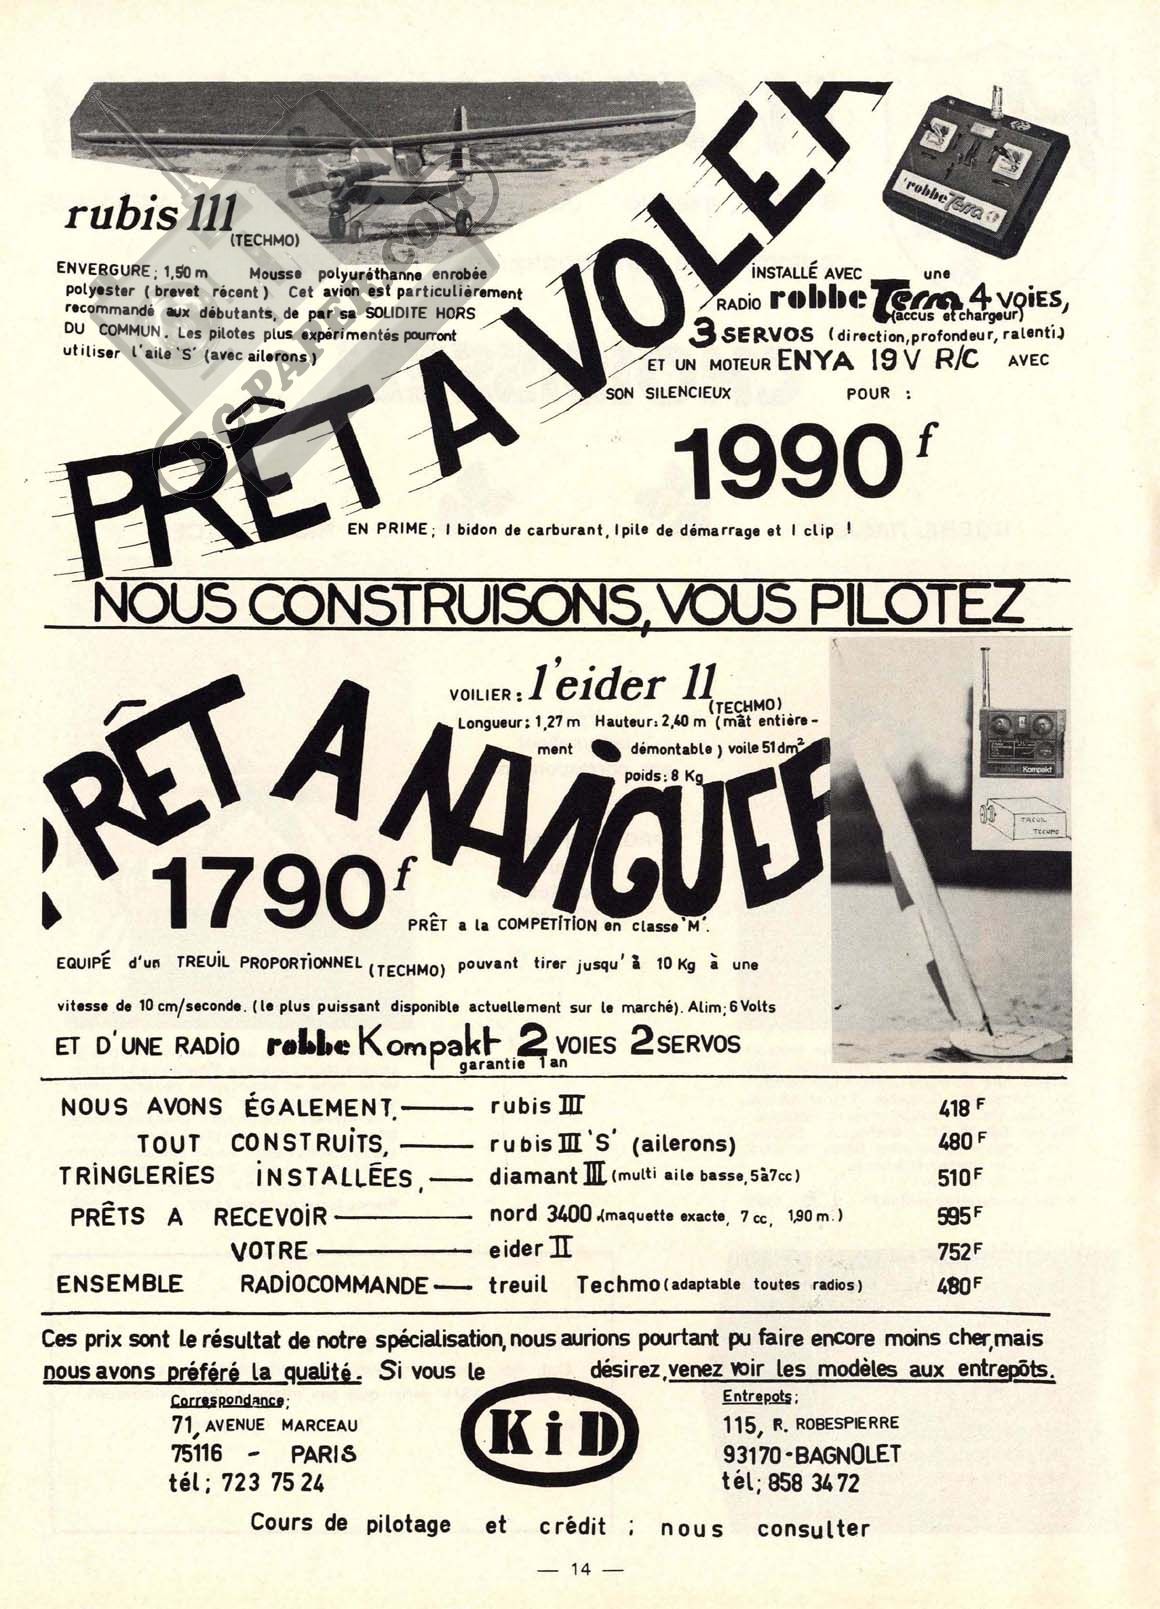 PRÊT A VOLER
robbe Terra
rubis III
(TECHMO)
ENVERGURE; 1,50 m Mousse polyuréthanne enrobée
polyester ( brevet récent ) Cet avion est particulièrement
recommandé aux débutants, de par sa SOLIDITE HORS
DU COMMUN. Les pilotes plus expérimentés pourront
utiliser l'aile 'S' (avec ailerons)
RC-PAPER.COM
INSTALLÉ AVEC une
RADIO robbe Terra 4 voies,
(accus et chargeur)
3 SERVOS (direction, profondeur, ralenti)
ET UN MOTEUR ENYA 19 V R/C AVEC
SON SILENCIEUX POUR :
1990 f
EN PRIME; 1 bidon de carburant, 1 pile de démarrage et 1 clip !
NOUS CONSTRUISONS, VOUS PILOTEZ
PRÊT A NAVIGUER
VOILIER: l'eider II
(TECHMO)
Longueur: 1,27 m Hauteur: 2,40 m (mât entière-
ment démontable ) voile 51 dm²
poids: 8 Kg
Kompakt
TREUIL
TECHMO
1790 f
PRÊT a la COMPETITION en classe 'M'.
EQUIPÉ d'un TREUIL PROPORTIONNEL (TECHMO) pouvant tirer jusqu' à 10 Kg à une
vitesse de 10 cm/seconde. (le plus puissant disponible actuellement sur le marché). Alim; 6 Volts
ET D'UNE RADIO robbe Kompakt 2 VOIES 2 SERVOS
garantie 1 an
NOUS AVONS ÉGALEMENT, rubis III 418 F
TOUT CONSTRUITS, rubis III 'S' (ailerons) 480 F
TRINGLERIES INSTALLÉES, diamant III (multi aile basse, 5 à 7cc) 510 F
PRÊTS A RECEVOIR nord 3400 (maquette exacte, 7 cc, 1,90 m.) 595 F
VOTRE eider II 752 F
ENSEMBLE RADIOCOMMANDE treuil Techmo (adaptable toutes radios) 480 F
Ces prix sont le résultat de notre spécialisation, nous aurions pourtant pu faire encore moins cher, mais
nous avons préféré la qualité. Si vous le désirez, venez voir les modèles aux entrepôts.
Correspondance;
71, AVENUE MARCEAU
75116 - PARIS
tél; 723 75 24
KiD
Entrepots;
115, R. ROBESPIERRE
93170 - BAGNOLET
tél; 858 34 72
Cours de pilotage et crédit ; nous consulter
— 14 —